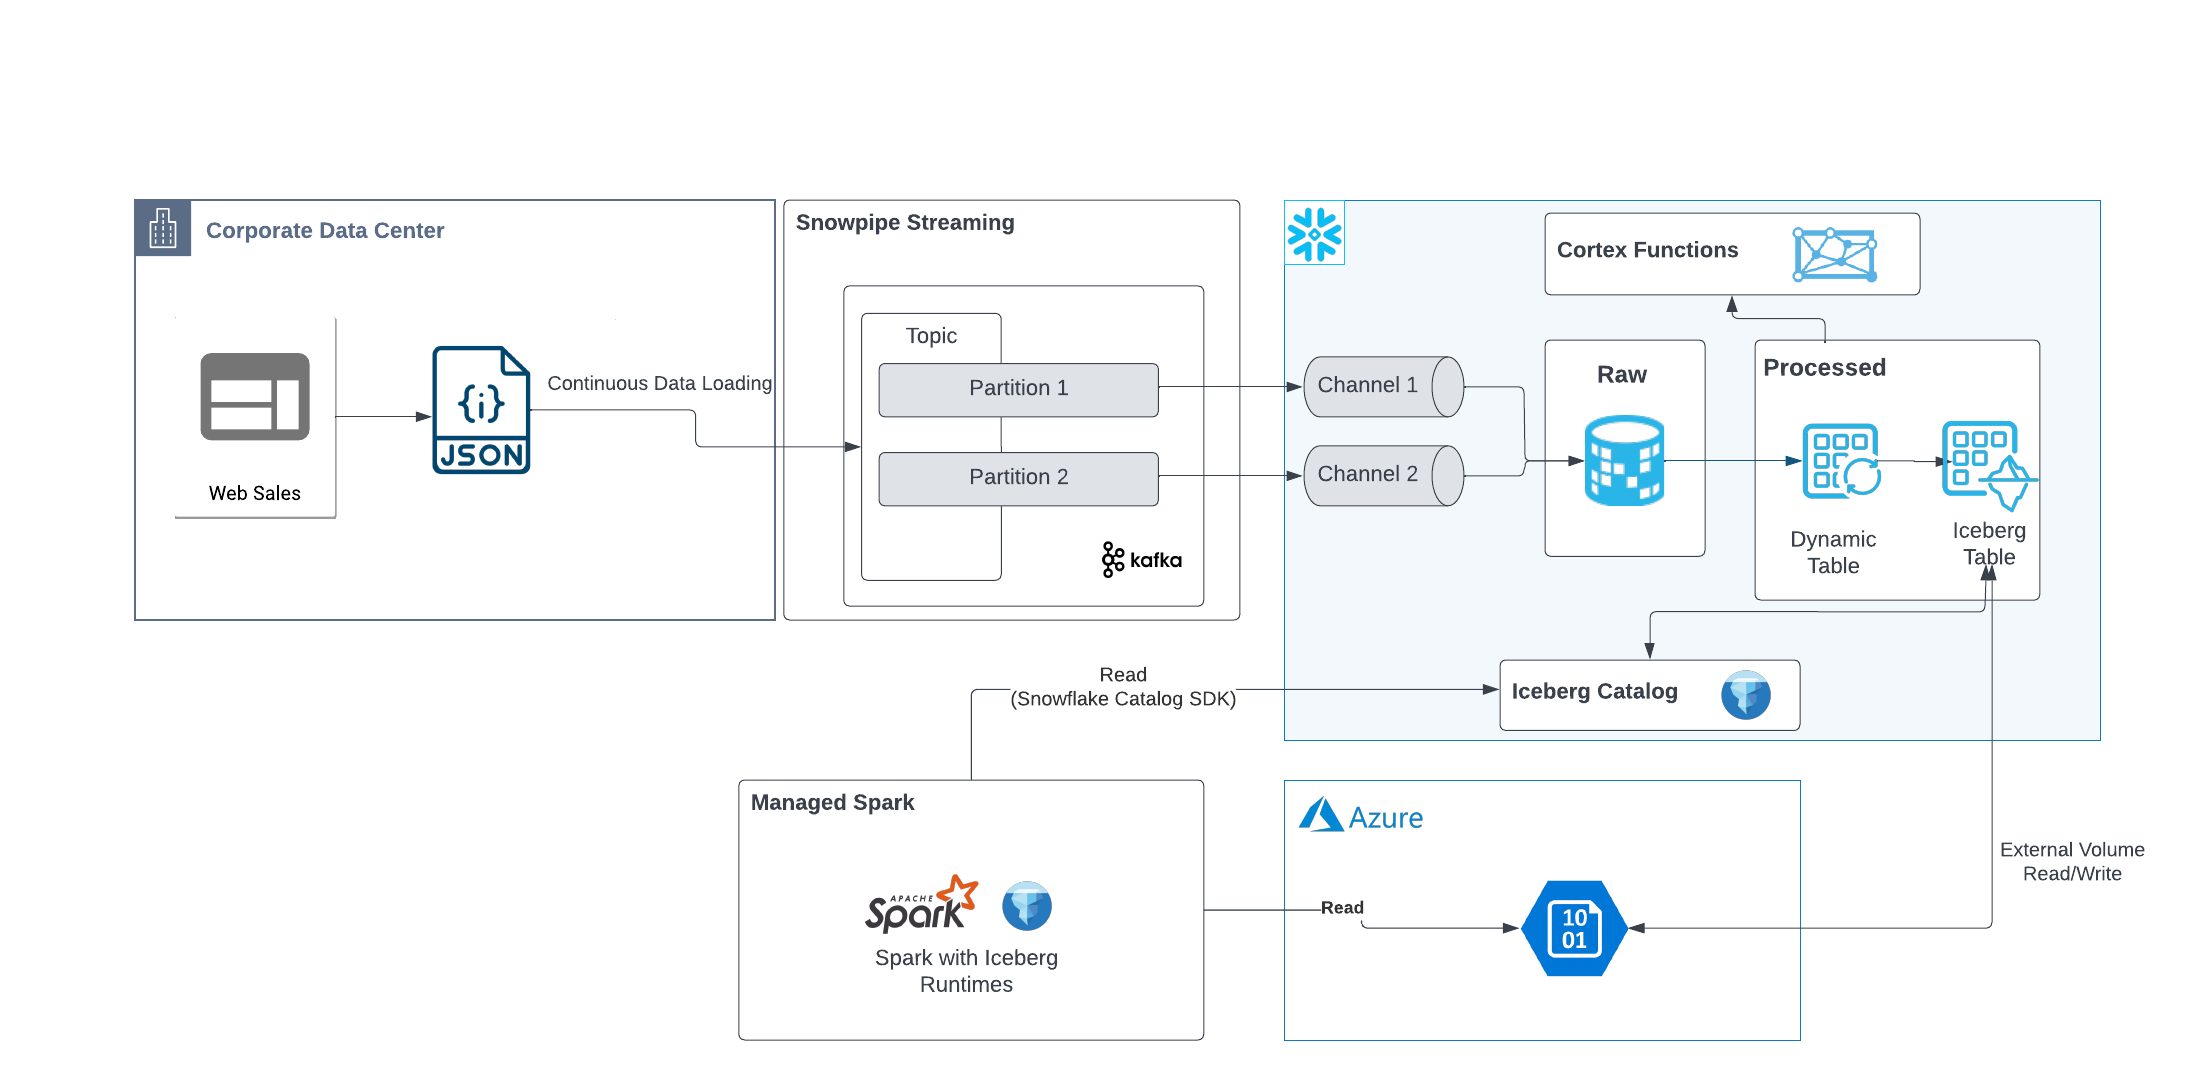 Corporate Data Center
Web Sales
{i}
JSON
Continuous Data Loading
Snowpipe Streaming
Topic
Partition 1
Partition 2
kafka
Channel 1
Channel 2
Cortex Functions
Raw
Processed
Dynamic
Table
Iceberg
Table
Iceberg Catalog
Read
(Snowflake Catalog SDK)
Managed Spark
APACHE
Spark
Spark with Iceberg
Runtimes
Azure
Read
10
01
External Volume
Read/Write